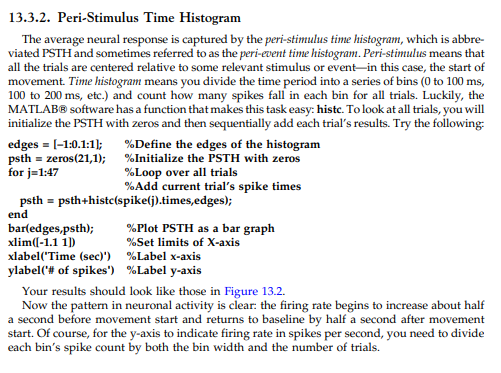 13.3.2. Peri-Stimulus Time Histogram
The average neural response is captured by the peri-stimulus time histogram, which is abbre-
viated PSTH and sometimes referred to as the peri-event time histogram. Peri-stimulus means that
all the trials are centered relative to some relevant stimulus or event—in this case, the start of
movement. Time histogram means you divide the time period into a series of bins (0 to 100 ms,
100 to 200 ms, etc.) and count how many spikes fall in each bin for all trials. Luckily, the
MATLAB® software has a function that makes this task easy: histc. To look at all trials, you will
initialize the PSTH with zeros and then sequentially add each trial's results. Try the following:
edges = [–1:0.1:1]; %Define the edges of the histogram
psth = zeros(21,1); %Initialize the PSTH with zeros
for j=1:47 %Loop over all trials
%Add current trial's spike times
psth = psth+histc(spike(j).times,edges);
end
bar(edges,psth); %Plot PSTH as a bar graph
xlim([-1.1 1]) %Set limits of X-axis
xlabel('Time (sec)') %Label x-axis
ylabel('# of spikes') %Label y-axis
Your results should look like those in Figure 13.2.
Now the pattern in neuronal activity is clear: the firing rate begins to increase about half
a second before movement start and returns to baseline by half a second after movement
start. Of course, for the y-axis to indicate firing rate in spikes per second, you need to divide
each bin's spike count by both the bin width and the number of trials.